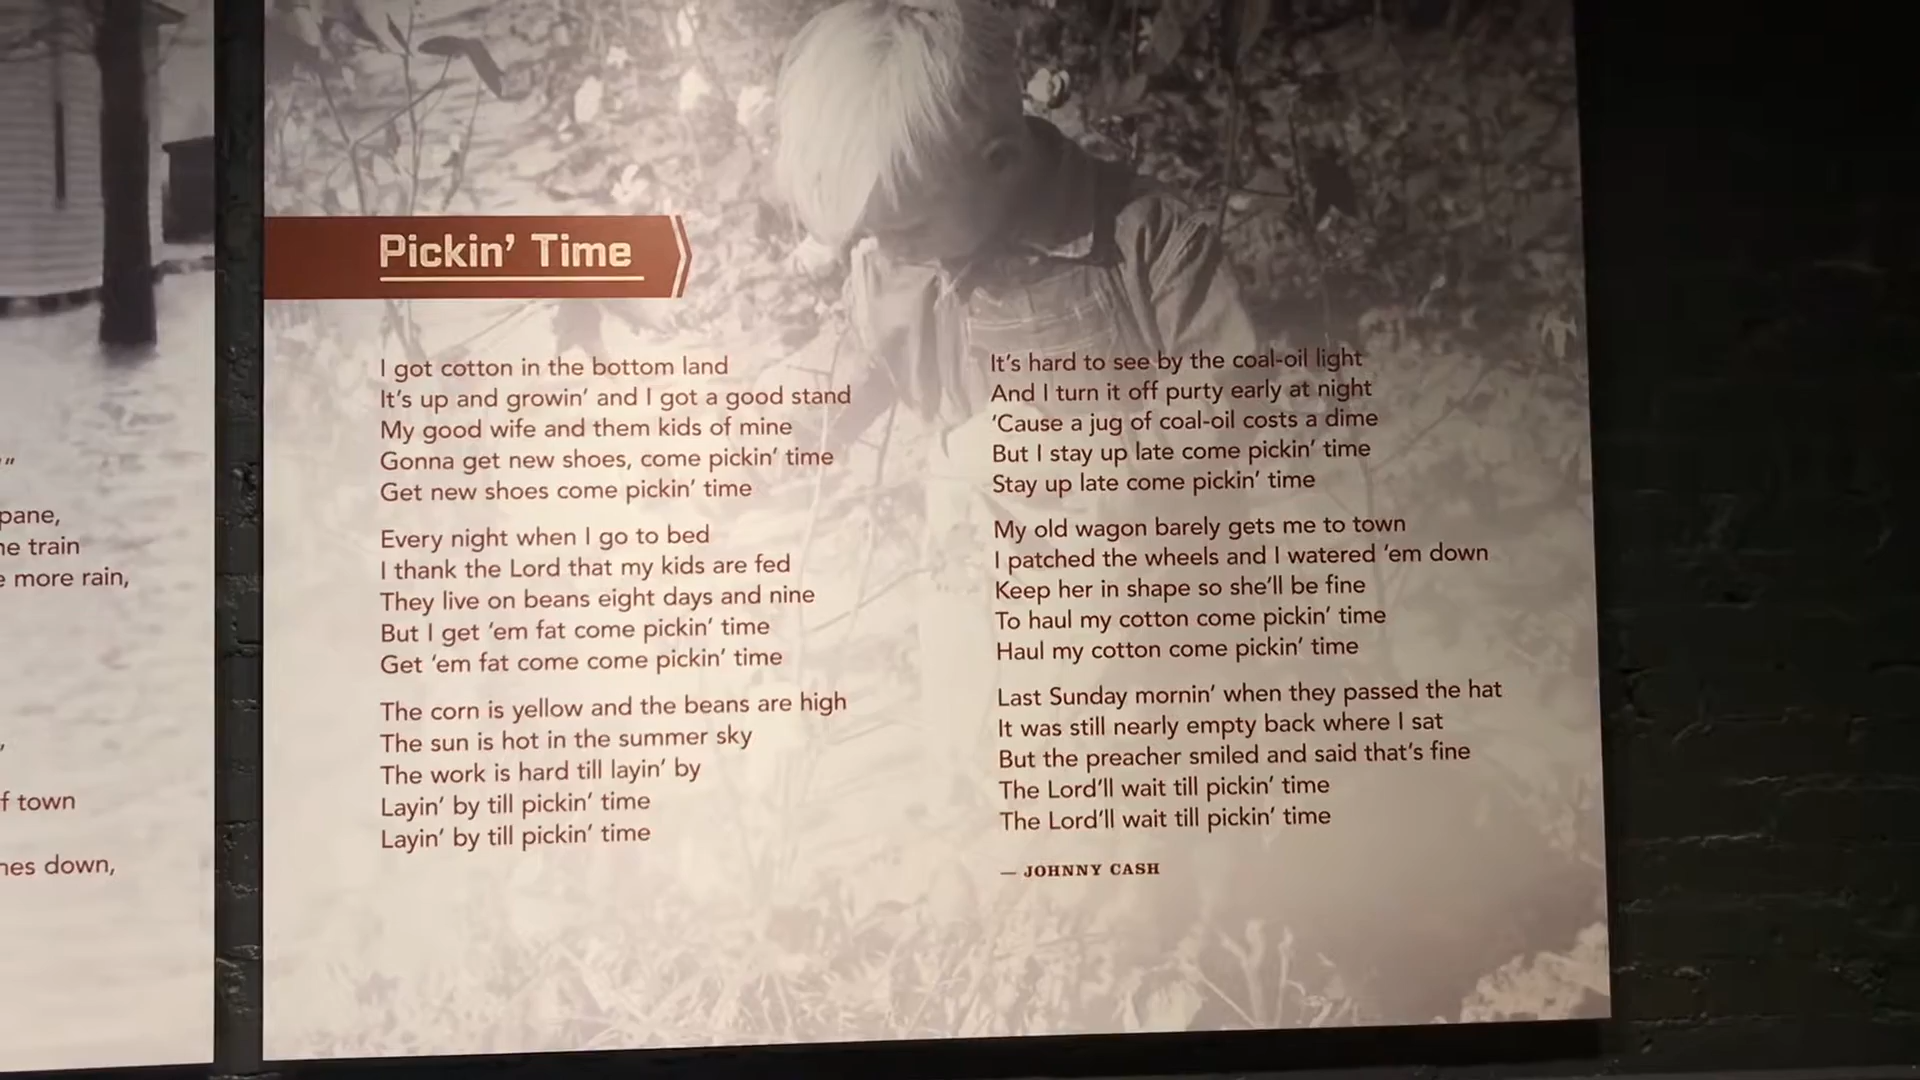 ”
pane,
train
more rain,
,
town
down,
Pickin’ Time
I got cotton in the bottom land
It’s up and growin’ and I got a good stand
My good wife and them kids of mine
Gonna get new shoes, come pickin’ time
Get new shoes come pickin’ time
Every night when I go to bed
I thank the Lord that my kids are fed
They live on beans eight days and nine
But I get ‘em fat come pickin’ time
Get ‘em fat come come pickin’ time
The corn is yellow and the beans are high
The sun is hot in the summer sky
The work is hard till layin’ by
Layin’ by till pickin’ time
Layin’ by till pickin’ time
It’s hard to see by the coal-oil light
And I turn it off purty early at night
‘Cause a jug of coal-oil costs a dime
But I stay up late come pickin’ time
Stay up late come pickin’ time
My old wagon barely gets me to town
I patched the wheels and I watered ‘em down
Keep her in shape so she’ll be fine
To haul my cotton come pickin’ time
Haul my cotton come pickin’ time
Last Sunday mornin’ when they passed the hat
It was still nearly empty back where I sat
But the preacher smiled and said that’s fine
The Lord’ll wait till pickin’ time
The Lord’ll wait till pickin’ time
— JOHNNY CASH